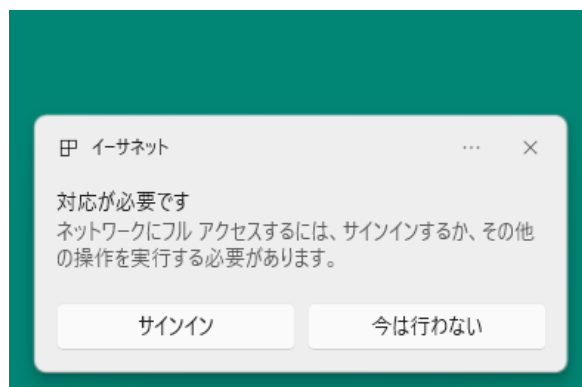 イーサネット
対応が必要です
ネットワークにフル アクセスするには、サインインするか、その他
の操作を実行する必要があります。
サインイン
今は行わない